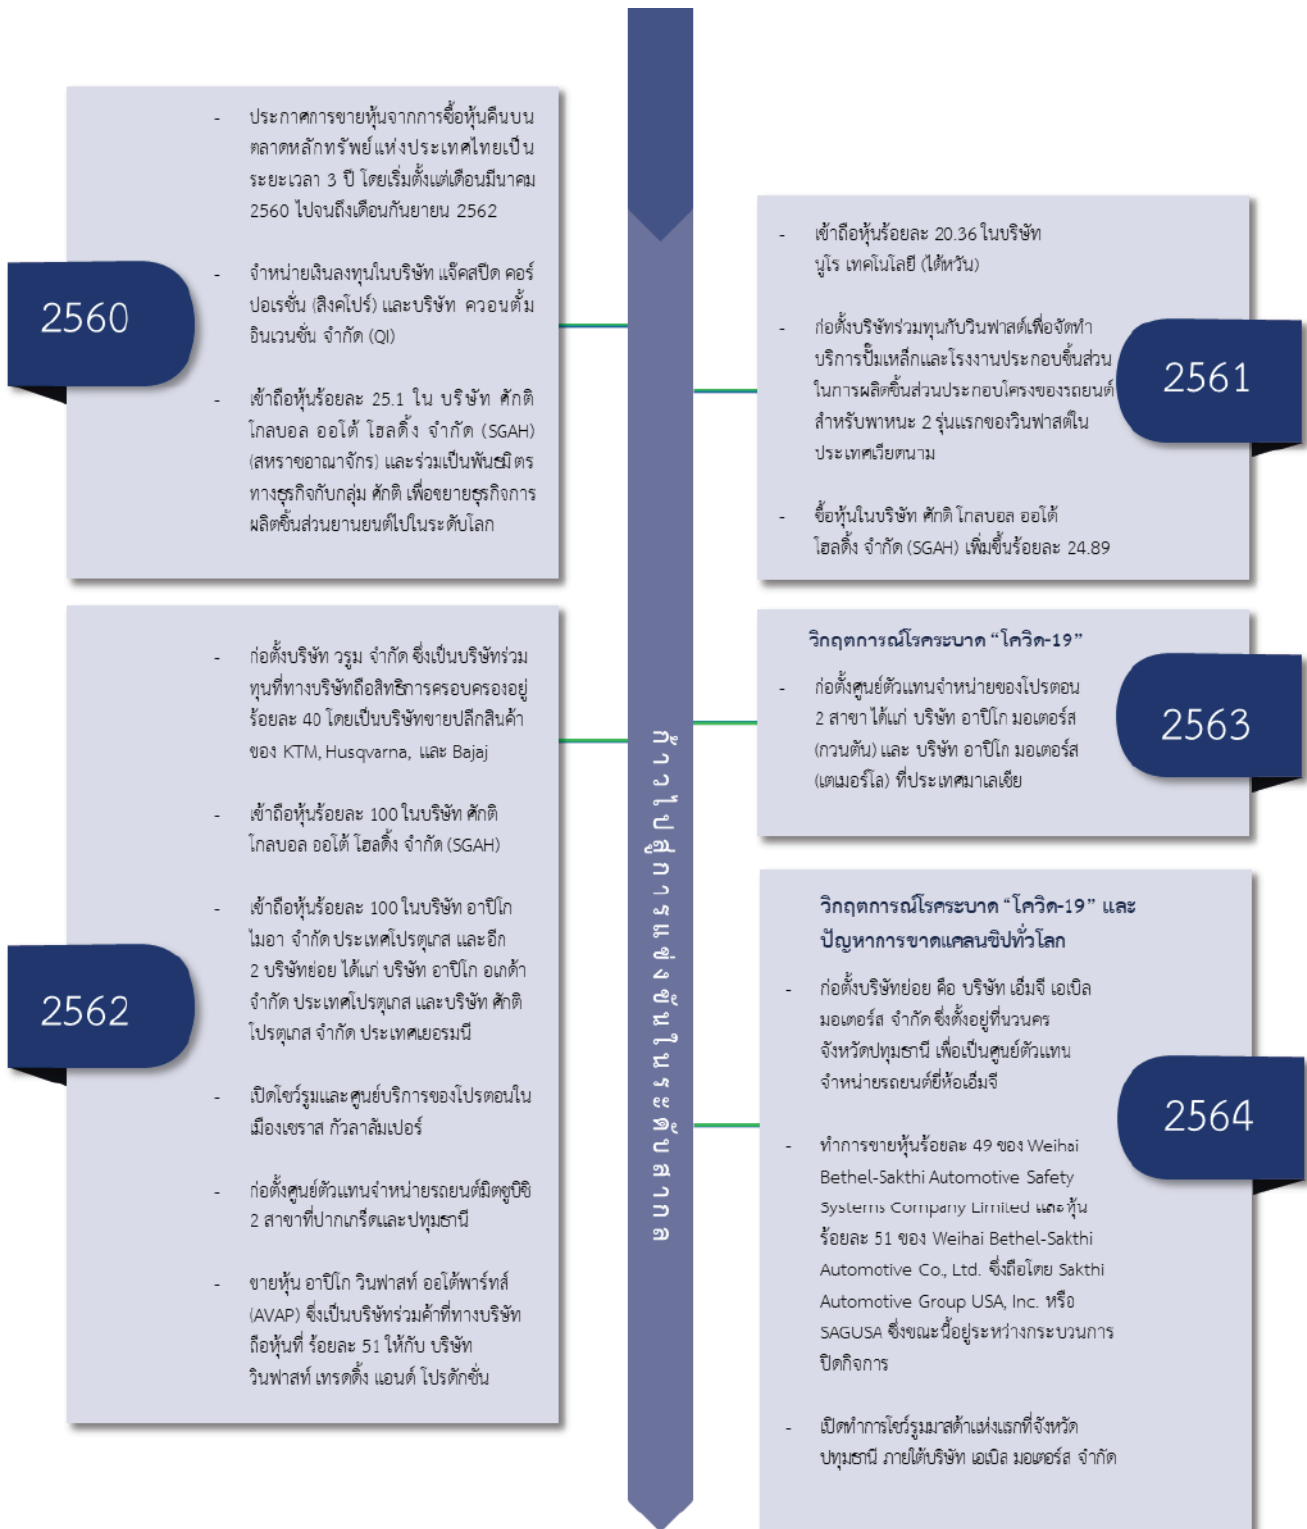 2560
- ประกาศการขายหุ้นจากการซื้อหุ้นคืนบน
ตลาดหลักทรัพย์แห่งประเทศไทยเป็น
ระยะเวลา 3 ปี โดยเริ่มตั้งแต่เดือนมีนาคม
2560 ไปจนถึงเดือนกันยายน 2562
- จำหน่ายเงินลงทุนในบริษัท แจ๊คสปีด คอร์
ปอเรชั่น (สิงคโปร์) และบริษัท ควอนตั้ม
อินเวนชั่น จำกัด (QI)
- เข้าถือหุ้นร้อยละ 25.1 ใน บริษัท ศักติ
โกลบอล ออโต้ โฮลดิ้ง จำกัด (SGAH)
(สหราชอาณาจักร) และร่วมเป็นพันธมิตร
ทางธุรกิจกับกลุ่ม ศักติ เพื่อขยายธุรกิจการ
ผลิตชิ้นส่วนยานยนต์ไปในระดับโลก
2561
- เข้าถือหุ้นร้อยละ 20.36 ในบริษัท
นูโร เทคโนโลยี (ไต้หวัน)
- ก่อตั้งบริษัทร่วมทุนกับวินฟาสต์เพื่อจัดทำ
บริการปั๊มเหล็กและโรงงานประกอบชิ้นส่วน
ในการผลิตชิ้นส่วนประกอบโครงของรถยนต์
สำหรับพาหนะ 2 รุ่นแรกของวินฟาสต์ใน
ประเทศเวียดนาม
- ซื้อหุ้นในบริษัท ศักติ โกลบอล ออโต้
โฮลดิ้ง จำกัด (SGAH) เพิ่มขึ้นร้อยละ 24.89
2562
- ก่อตั้งบริษัท วรูม จำกัด ซึ่งเป็นบริษัทร่วม
ทุนที่ทางบริษัทถือสิทธิการครอบครองอยู่
ร้อยละ 40 โดยเป็นบริษัทขายปลีกสินค้า
ของ KTM, Husqvarna, และ Bajaj
- เข้าถือหุ้นร้อยละ 100 ในบริษัท ศักติ
โกลบอล ออโต้ โฮลดิ้ง จำกัด (SGAH)
- เข้าถือหุ้นร้อยละ 100 ในบริษัท อาปิโก
ไมอา จำกัด ประเทศโปรตุเกส และอีก
2 บริษัทย่อย ได้แก่ บริษัท อาปิโก อเกด้า
จำกัด ประเทศโปรตุเกส และบริษัท ศักติ
โปรตุเกส จำกัด ประเทศเยอรมนี
- เปิดโชว์รูมและศูนย์บริการของโปรตอนใน
เมืองเชราส กัวลาลัมเปอร์
- ก่อตั้งศูนย์ตัวแทนจำหน่ายรถยนต์มิตซูบิชิ
2 สาขาที่ปากเกร็ดและปทุมธานี
- ขายหุ้น อาปิโก วินฟาสท์ ออโต้พาร์ทส์
(AVAP) ซึ่งเป็นบริษัทร่วมค้าที่ทางบริษัท
ถือหุ้นที่ ร้อยละ 51 ให้กับ บริษัท
วินฟาสท์ เทรดดิ้ง แอนด์ โปรดักชั่น
ก้าวไปสู่การแข่งขันในระดับสากล
2563
วิกฤตการณ์โรคระบาด “โควิด-19”
- ก่อตั้งศูนย์ตัวแทนจำหน่ายของโปรตอน
2 สาขา ได้แก่ บริษัท อาปิโก มอเตอร์ส
(กวนตัน) และ บริษัท อาปิโก มอเตอร์ส
(เตเมอร์โล) ที่ประเทศมาเลเซีย
2564
วิกฤตการณ์โรคระบาด “โควิด-19” และ
ปัญหาการขาดแคลนชิปทั่วโลก
- ก่อตั้งบริษัทย่อย คือ บริษัท เอ็มจี เอเบิล
มอเตอร์ส จำกัด ซึ่งตั้งอยู่ที่นวนคร
จังหวัดปทุมธานี เพื่อเป็นศูนย์ตัวแทน
จำหน่ายรถยนต์ยี่ห้อเอ็มจี
- ทำการขายหุ้นร้อยละ 49 ของ Weihai
Bethel-Sakthi Automotive Safety
Systems Company Limited และหุ้น
ร้อยละ 51 ของ Weihai Bethel-Sakthi
Automotive Co., Ltd. ซึ่งถือโดย Sakthi
Automotive Group USA, Inc. หรือ
SAGUSA ซึ่งขณะนี้อยู่ระหว่างกระบวนการ
ปิดกิจการ
- เปิดทำการโชว์รูมมาสด้าแห่งแรกที่จังหวัด
ปทุมธานี ภายใต้บริษัท เอเบิล มอเตอร์ส จำกัด